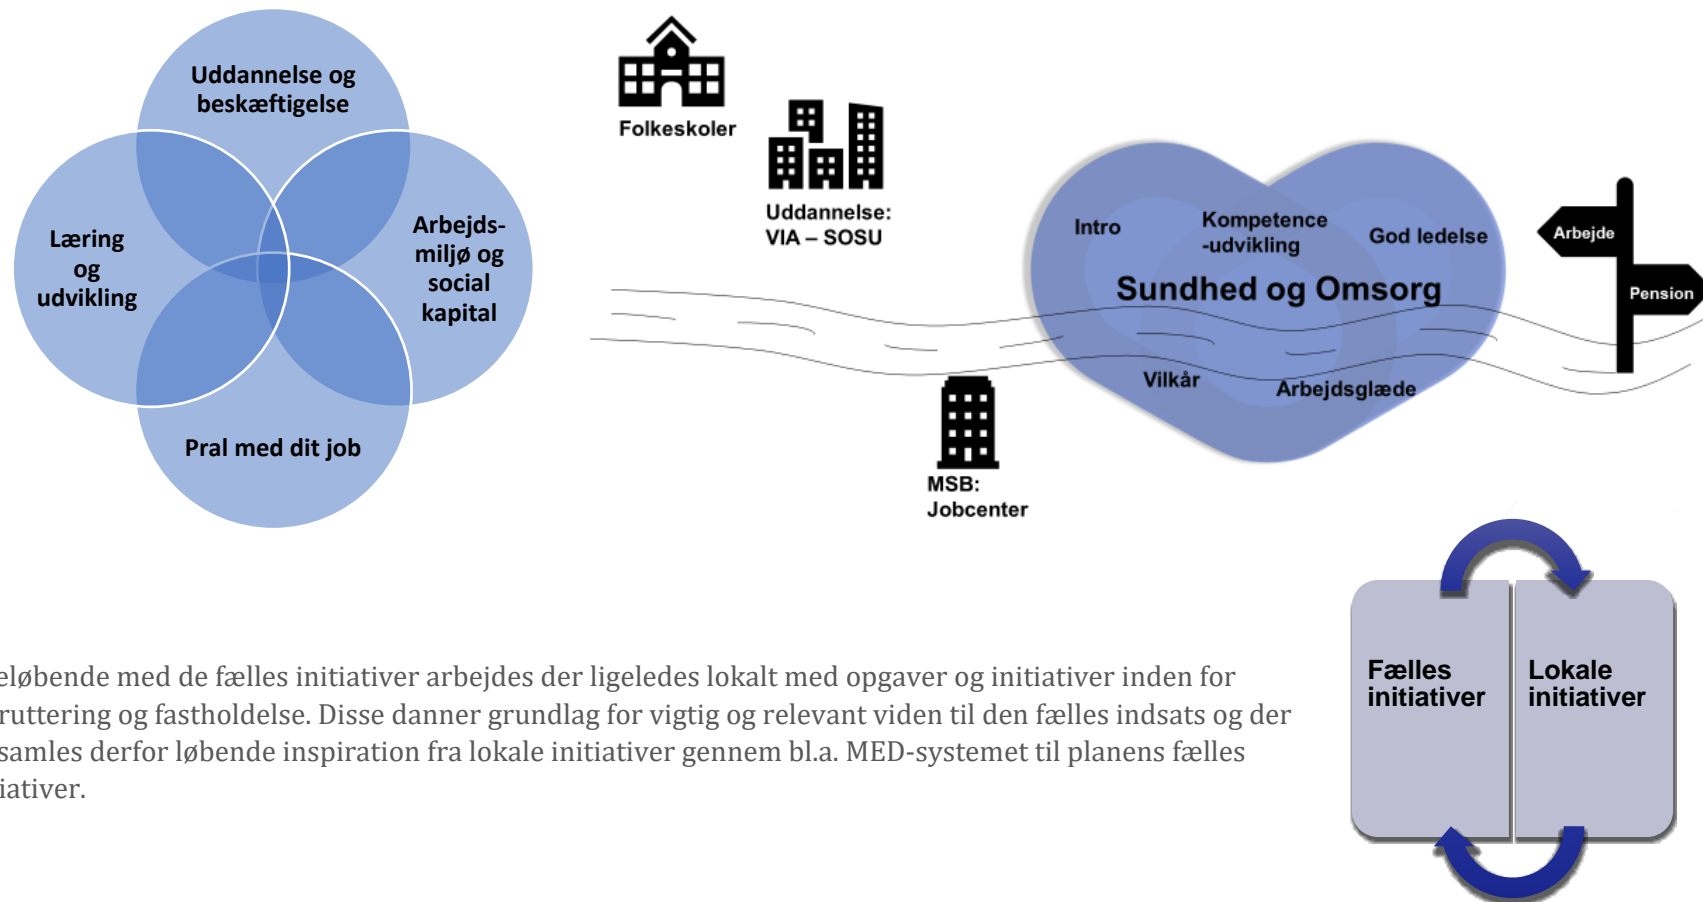 Uddannelse og
beskæftigelse
Læring
og
udvikling
Arbejds-
miljø og
social
kapital
Pral med dit job
Folkeskoler
Uddannelse:
VIA – SOSU
Intro
Kompetence
-udvikling
God ledelse
Sundhed og Omsorg
Vilkår
Arbejdsglæde
Arbejde
Pension
MSB:
Jobcenter
eløbende med de fælles initiativer arbejdes der ligeledes lokalt med opgaver og initiativer inden for
ruttering og fastholdelse. Disse danner grundlag for vigtig og relevant viden til den fælles indsats og der
samles derfor løbende inspiration fra lokale initiativer gennem bl.a. MED-systemet til planens fælles
iativer.
Fælles
initiativer
Lokale
initiativer